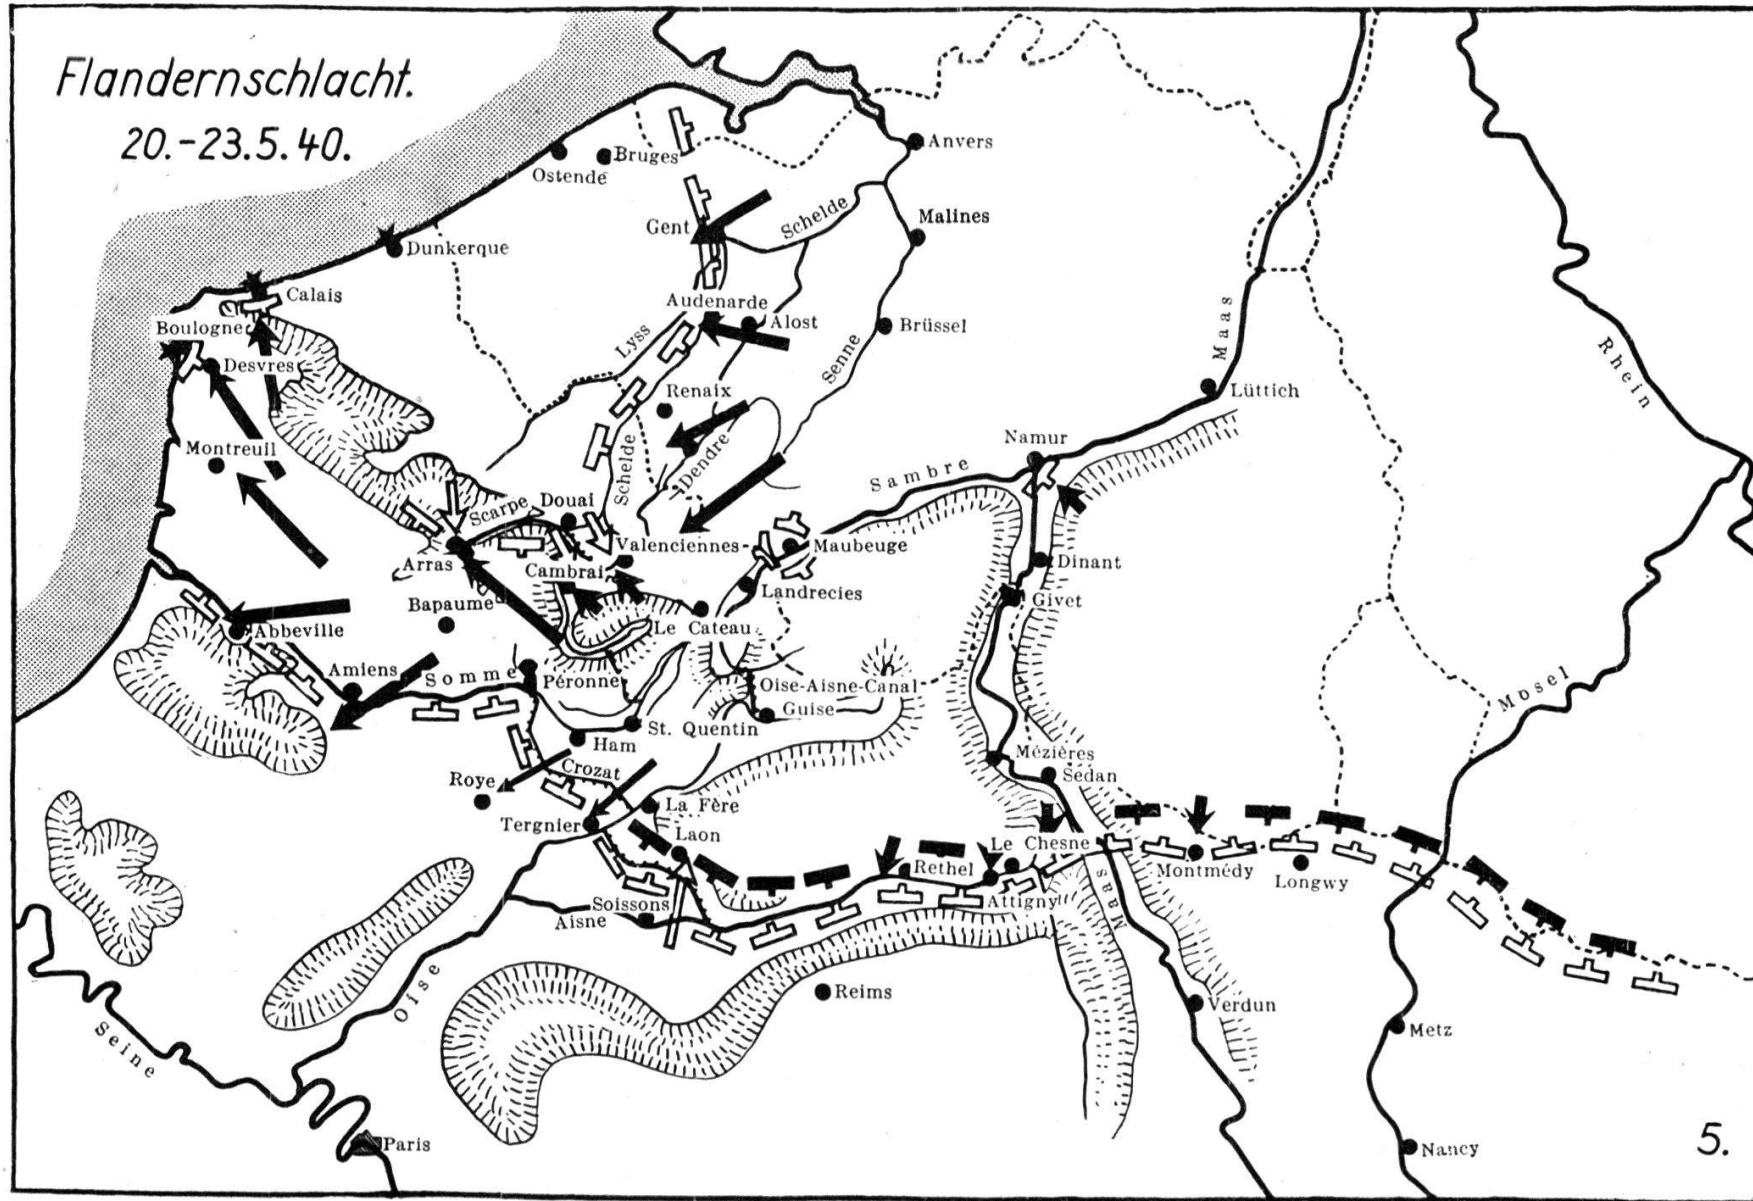 Flandernschlacht.
20.-23.5.40.
Anvers
Bruges
Ostende
Malines
Gent
Schelde
Dunkerque
Calais
Audenarde
Alost
Brüssel
Boulogne
Lyss
Senne
Maas
Rhein
Desvres
Renaix
Lüttich
Montreuil
Dendre
Namur
Schelde
Sambre
Scarpe
Douai
Valenciennes
Maubeuge
Arras
Cambrai
Dinant
Landrecies
Givet
Bapaume
Abbeville
Le Cateau
Amiens
Somme
Péronne
Oise-Aisne-Canal
Guise
Mosel
St. Quentin
Ham
Mézières
Sedan
Roye
Crozat
La Fère
Tergnier
Laon
Le Chesne
Rethel
Montmédy
Longwy
Soissons
Attigny
Aisne
Maas
Reims
Oise
Verdun
Seine
Metz
Paris
Nancy
5.